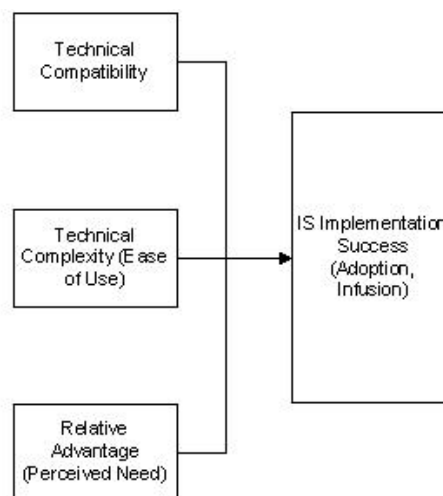 Technical
Compatibility
Technical
Complexity (Ease
of Use)
Relative
Advantage
(Perceived Need)
IS Implementation
Success
(Adoption,
Infusion)